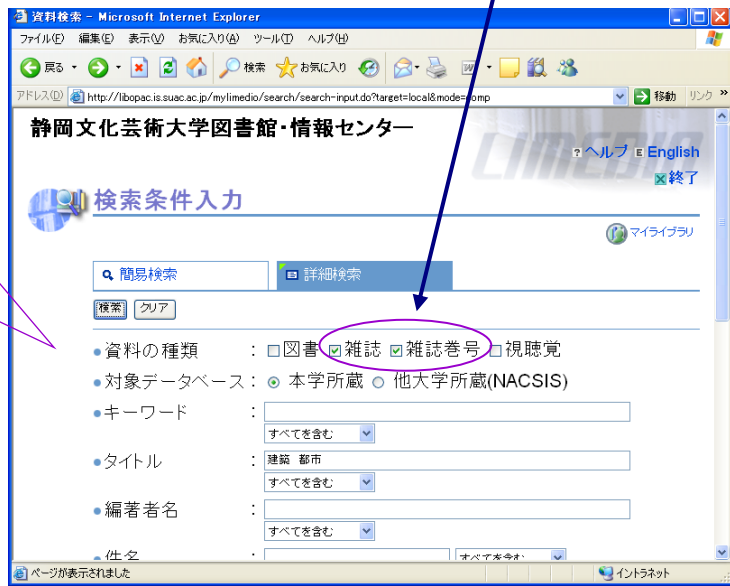 資料検索 - Microsoft Internet Explorer
ファイル(F) 編集(E) 表示(V) お気に入り(A) ツール(T) ヘルプ(H)
戻る 検索 お気に入り
アドレス(D) http://libopac.is.suac.ac.jp/mylimedio/search/search-input.do?target=local&mode=comp 移動 リンク »
静岡文化芸術大学図書館・情報センター
LIMEDIO
? ヘルプ E English
終了
検索条件入力
マイライブラリ
簡易検索 詳細検索
検索 クリア
資料の種類 : 図書 雑誌 雑誌巻号 視聴覚
対象データベース : 本学所蔵 他大学所蔵(NACSIS)
キーワード :
すべてを含む
タイトル : 建築 都市
すべてを含む
編著者名 :
すべてを含む
件名 : すべてを含む
ページが表示されました イントラネット